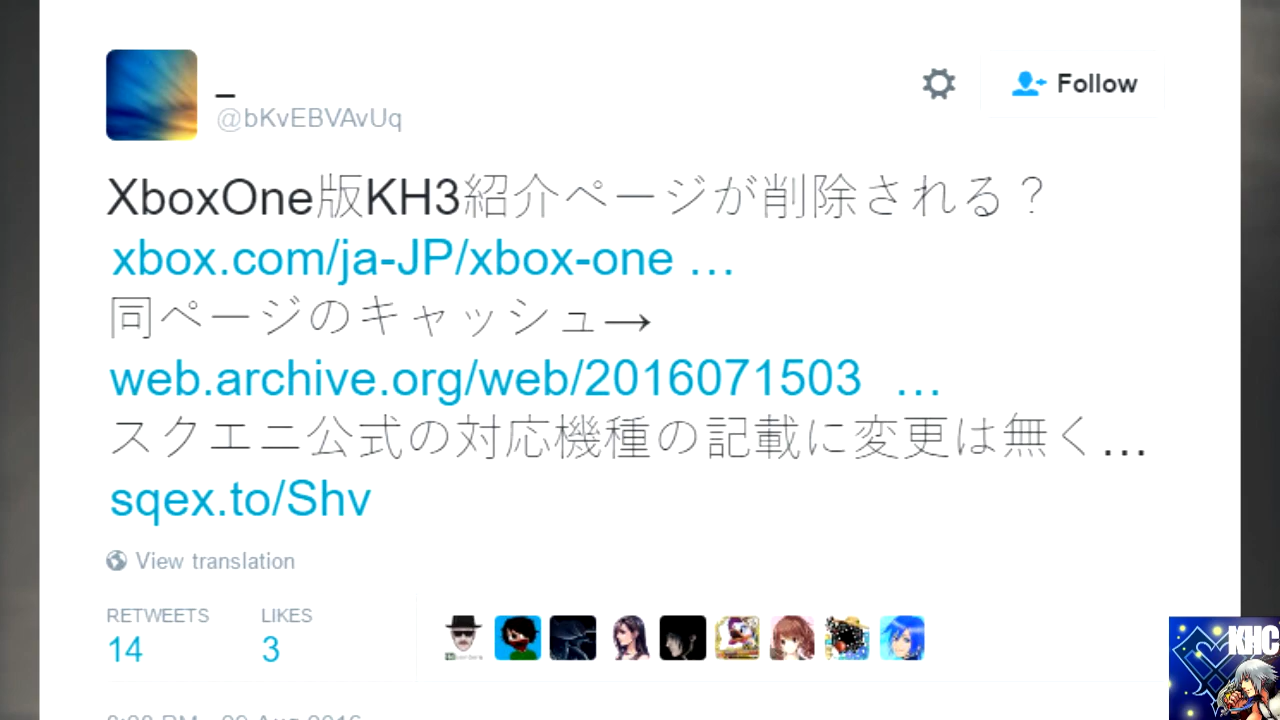 _
@bKvEBVAvUq
Follow
XboxOne版KH3紹介ページが削除される？
xbox.com/ja-JP/xbox-one …
同ページのキャッシュ→
web.archive.org/web/2016071503 …
スクエニ公式の対応機種の記載に変更は無く…
sqex.to/Shv
View translation
RETWEETS LIKES
14 3
KHC